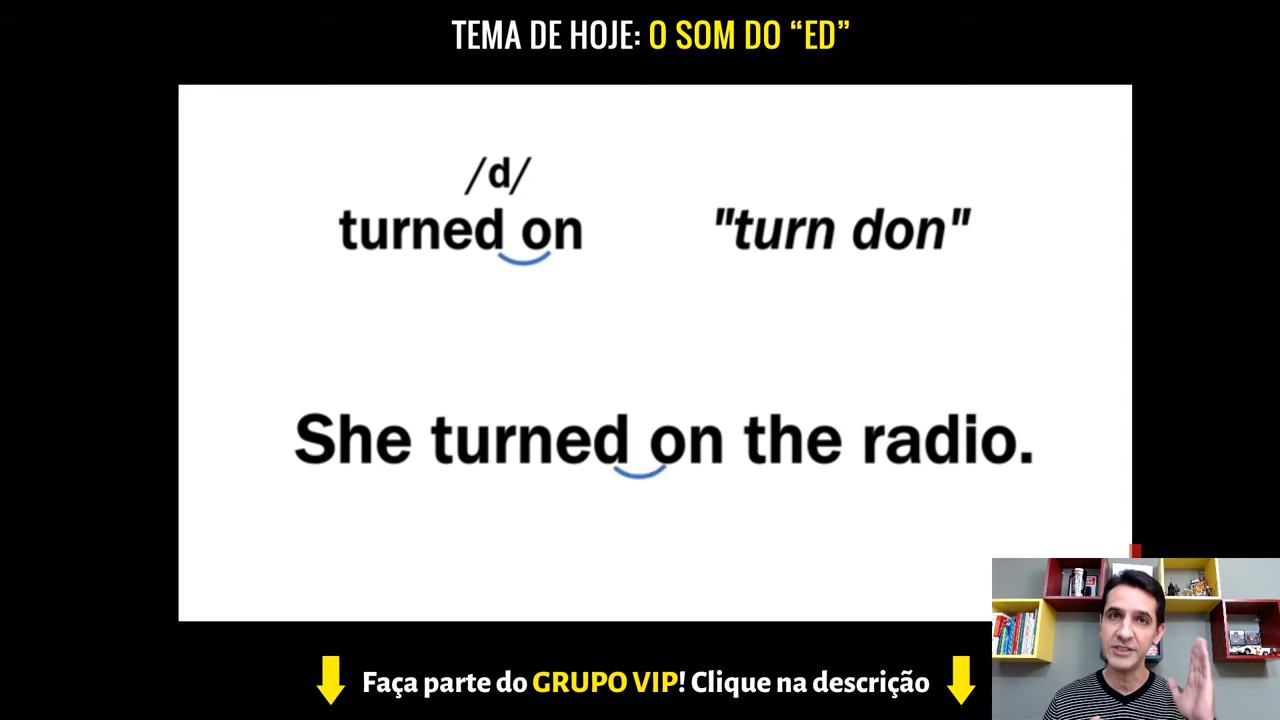 TEMA DE HOJE: O SOM DO “ED”
/d/
turned on
"turn don"
She turned on the radio.
Faça parte do GRUPO VIP! Clique na descrição